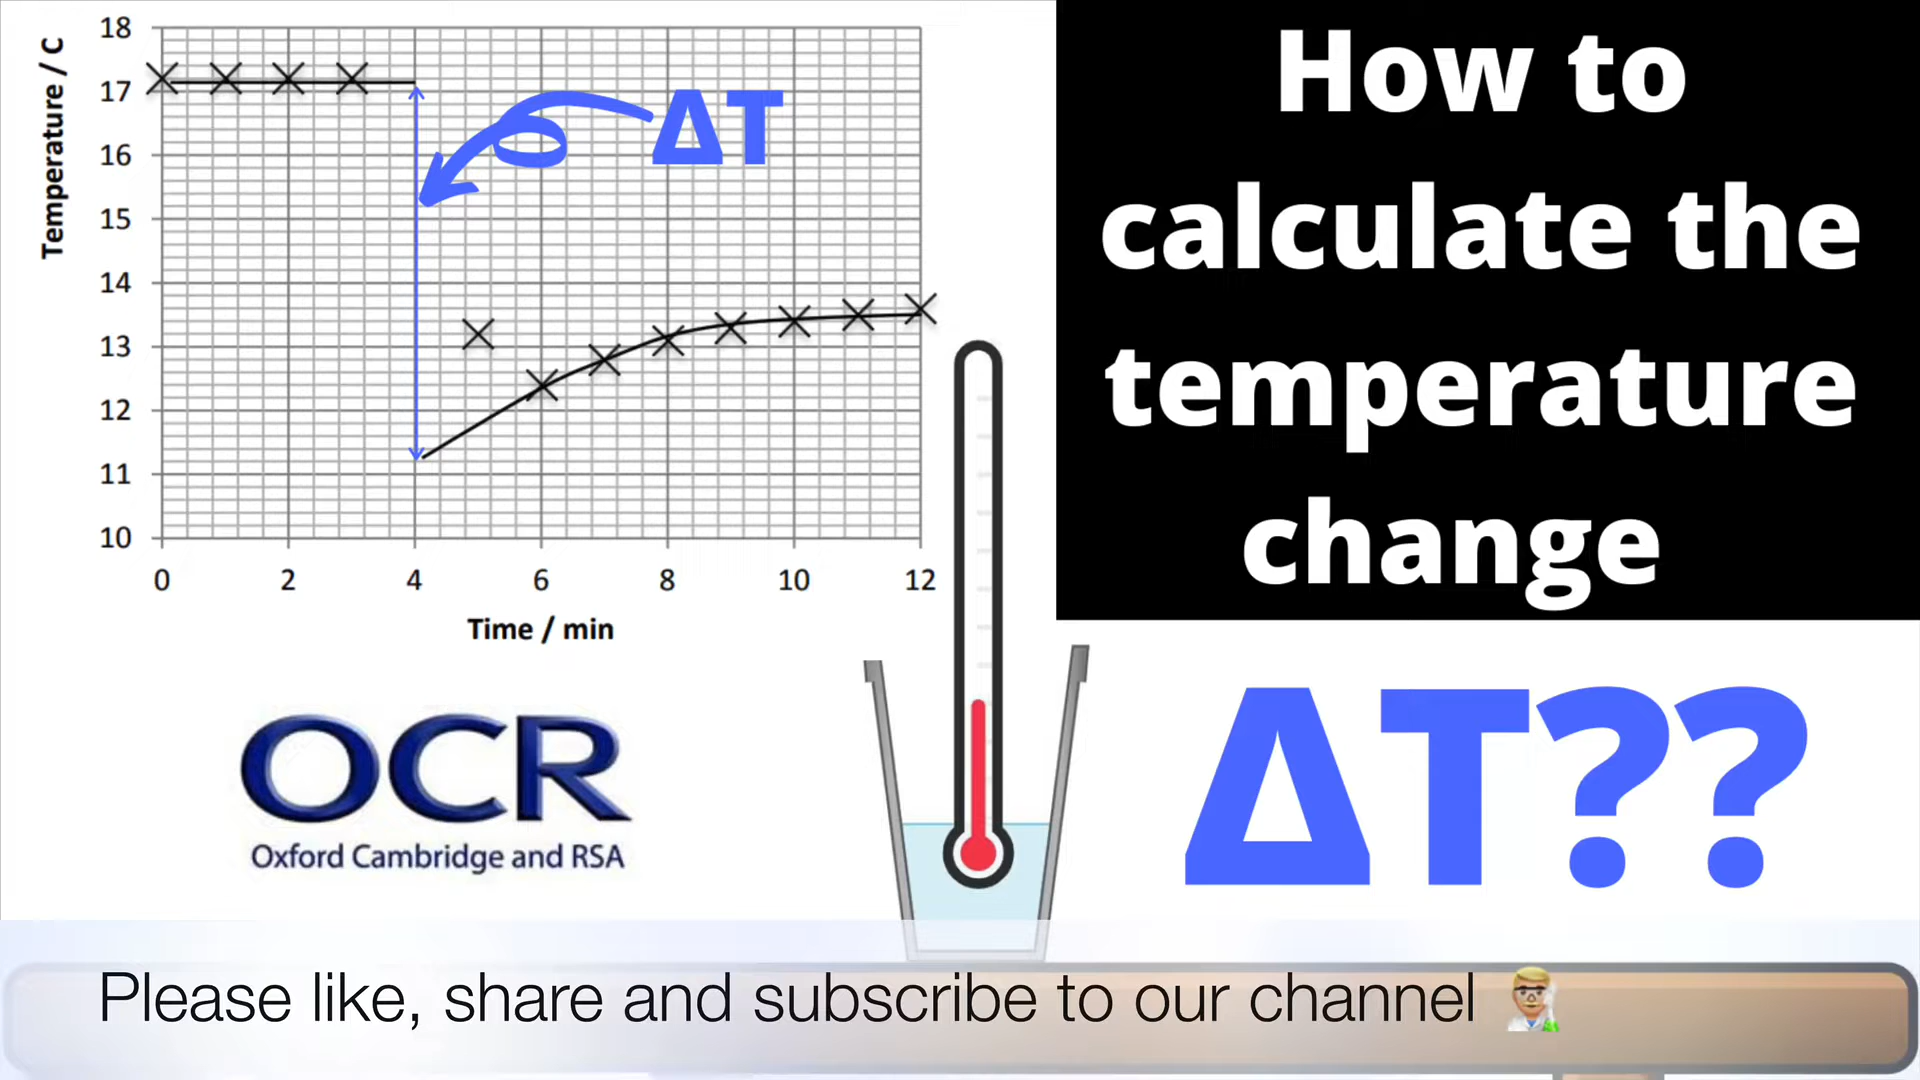 How to
calculate the
temperature
change
Temperature / C
18
17
16
15
14
13
12
11
10
0 2 4 6 8 10 12
Time / min
ΔT
ΔT??
OCR
Oxford Cambridge and RSA
Please like, share and subscribe to our channel